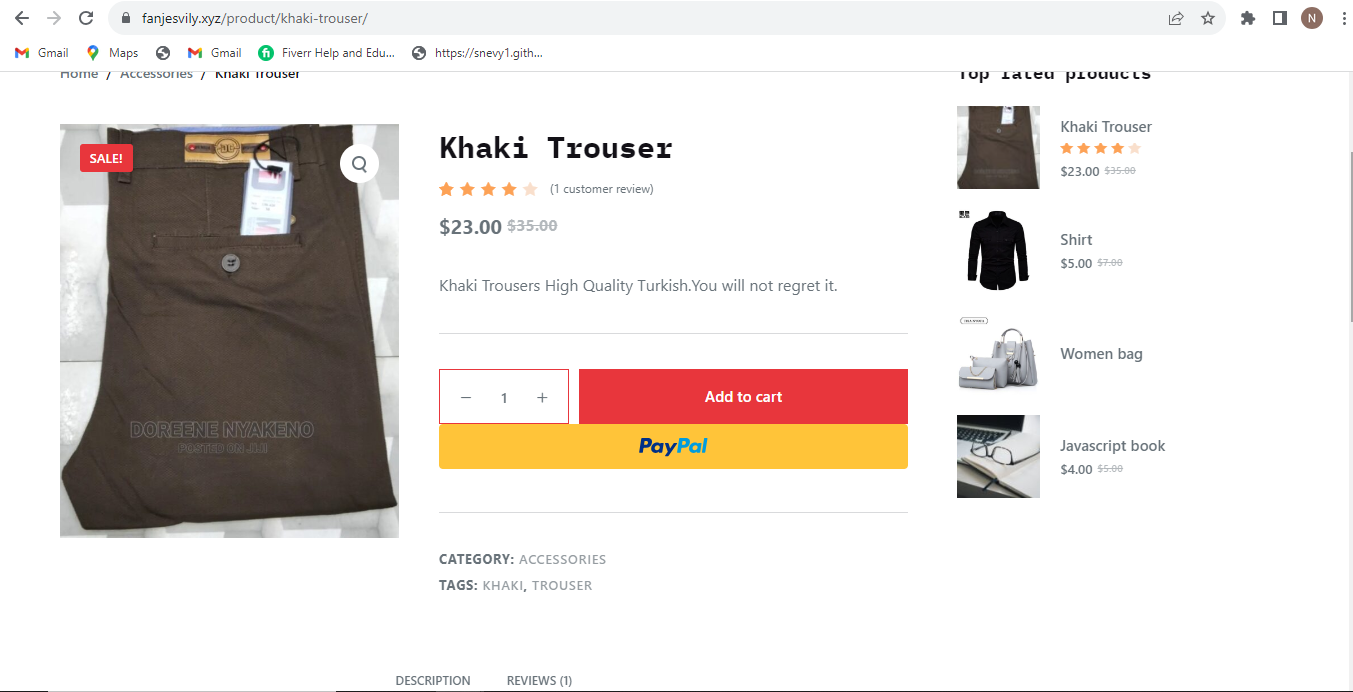 fanjesvily.xyz/product/khaki-trouser/
N
Gmail
Maps
Gmail
Fiverr Help and Edu...
https://snevy1.gith...
Home / Accessories / Khaki Trouser
SALE!
DOREENE NYAKENO
POSTED ON JIJI
Khaki Trouser
(1 customer review)
$23.00 $35.00
Khaki Trousers High Quality Turkish.You will not regret it.
− 1 +
Add to cart
PayPal
CATEGORY: ACCESSORIES
TAGS: KHAKI, TROUSER
DESCRIPTION
REVIEWS (1)
Top rated products
Khaki Trouser
$23.00 $35.00
Shirt
$5.00 $7.00
Women bag
Javascript book
$4.00 $5.00